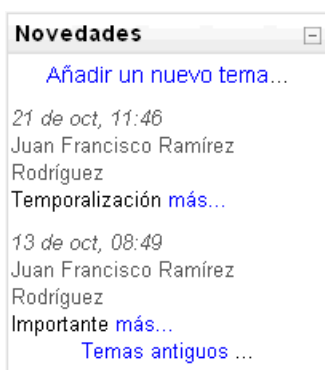 Novedades
Añadir un nuevo tema...
21 de oct, 11:46
Juan Francisco Ramírez
Rodríguez
Temporalización más...
13 de oct, 08:49
Juan Francisco Ramírez
Rodríguez
Importante más...
Temas antiguos ...